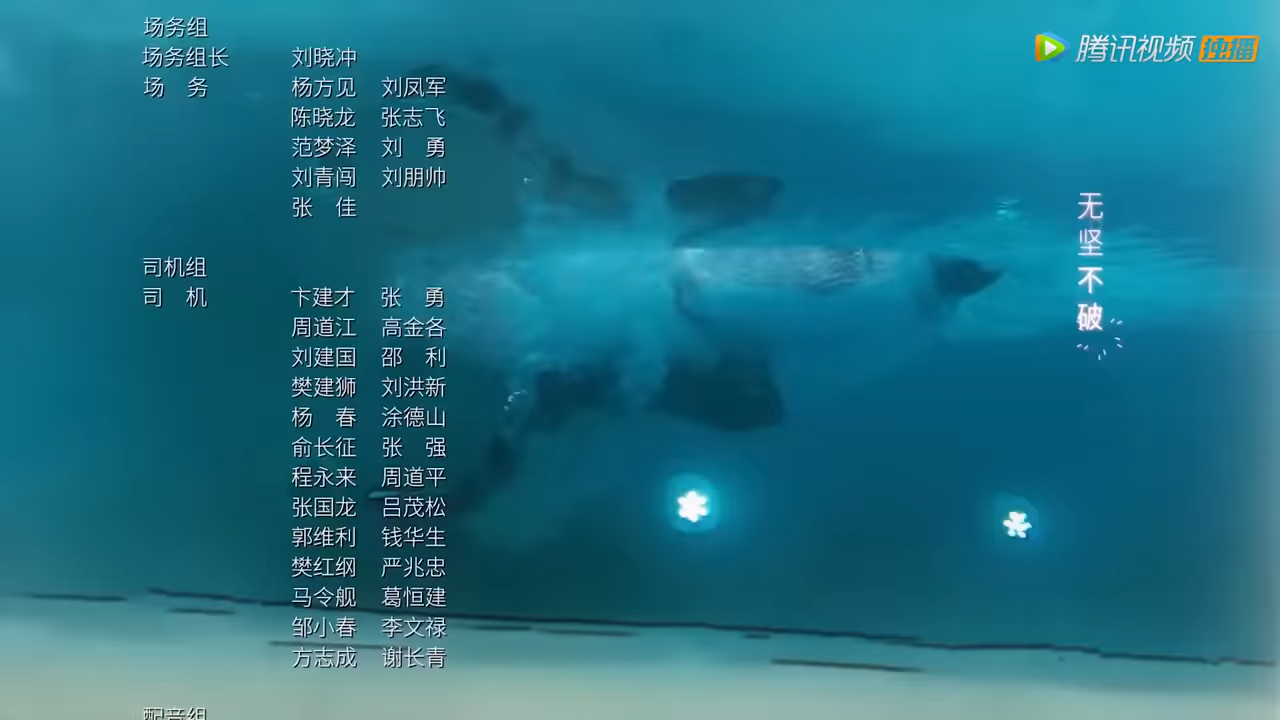 场务组
场务组长 刘晓冲
场 务 杨方见 刘凤军
陈晓龙 张志飞
范梦泽 刘 勇
刘青闯 刘朋帅
张 佳
司机组
司 机 卞建才 张 勇
周道江 高金各
刘建国 邵 利
樊建狮 刘洪新
杨 春 涂德山
俞长征 张 强
程永来 周道平
张国龙 吕茂松
郭维利 钱华生
樊红纲 严兆忠
马令舰 葛恒建
邹小春 李文禄
方志成 谢长青
配音组
腾讯视频 独播
无坚不破